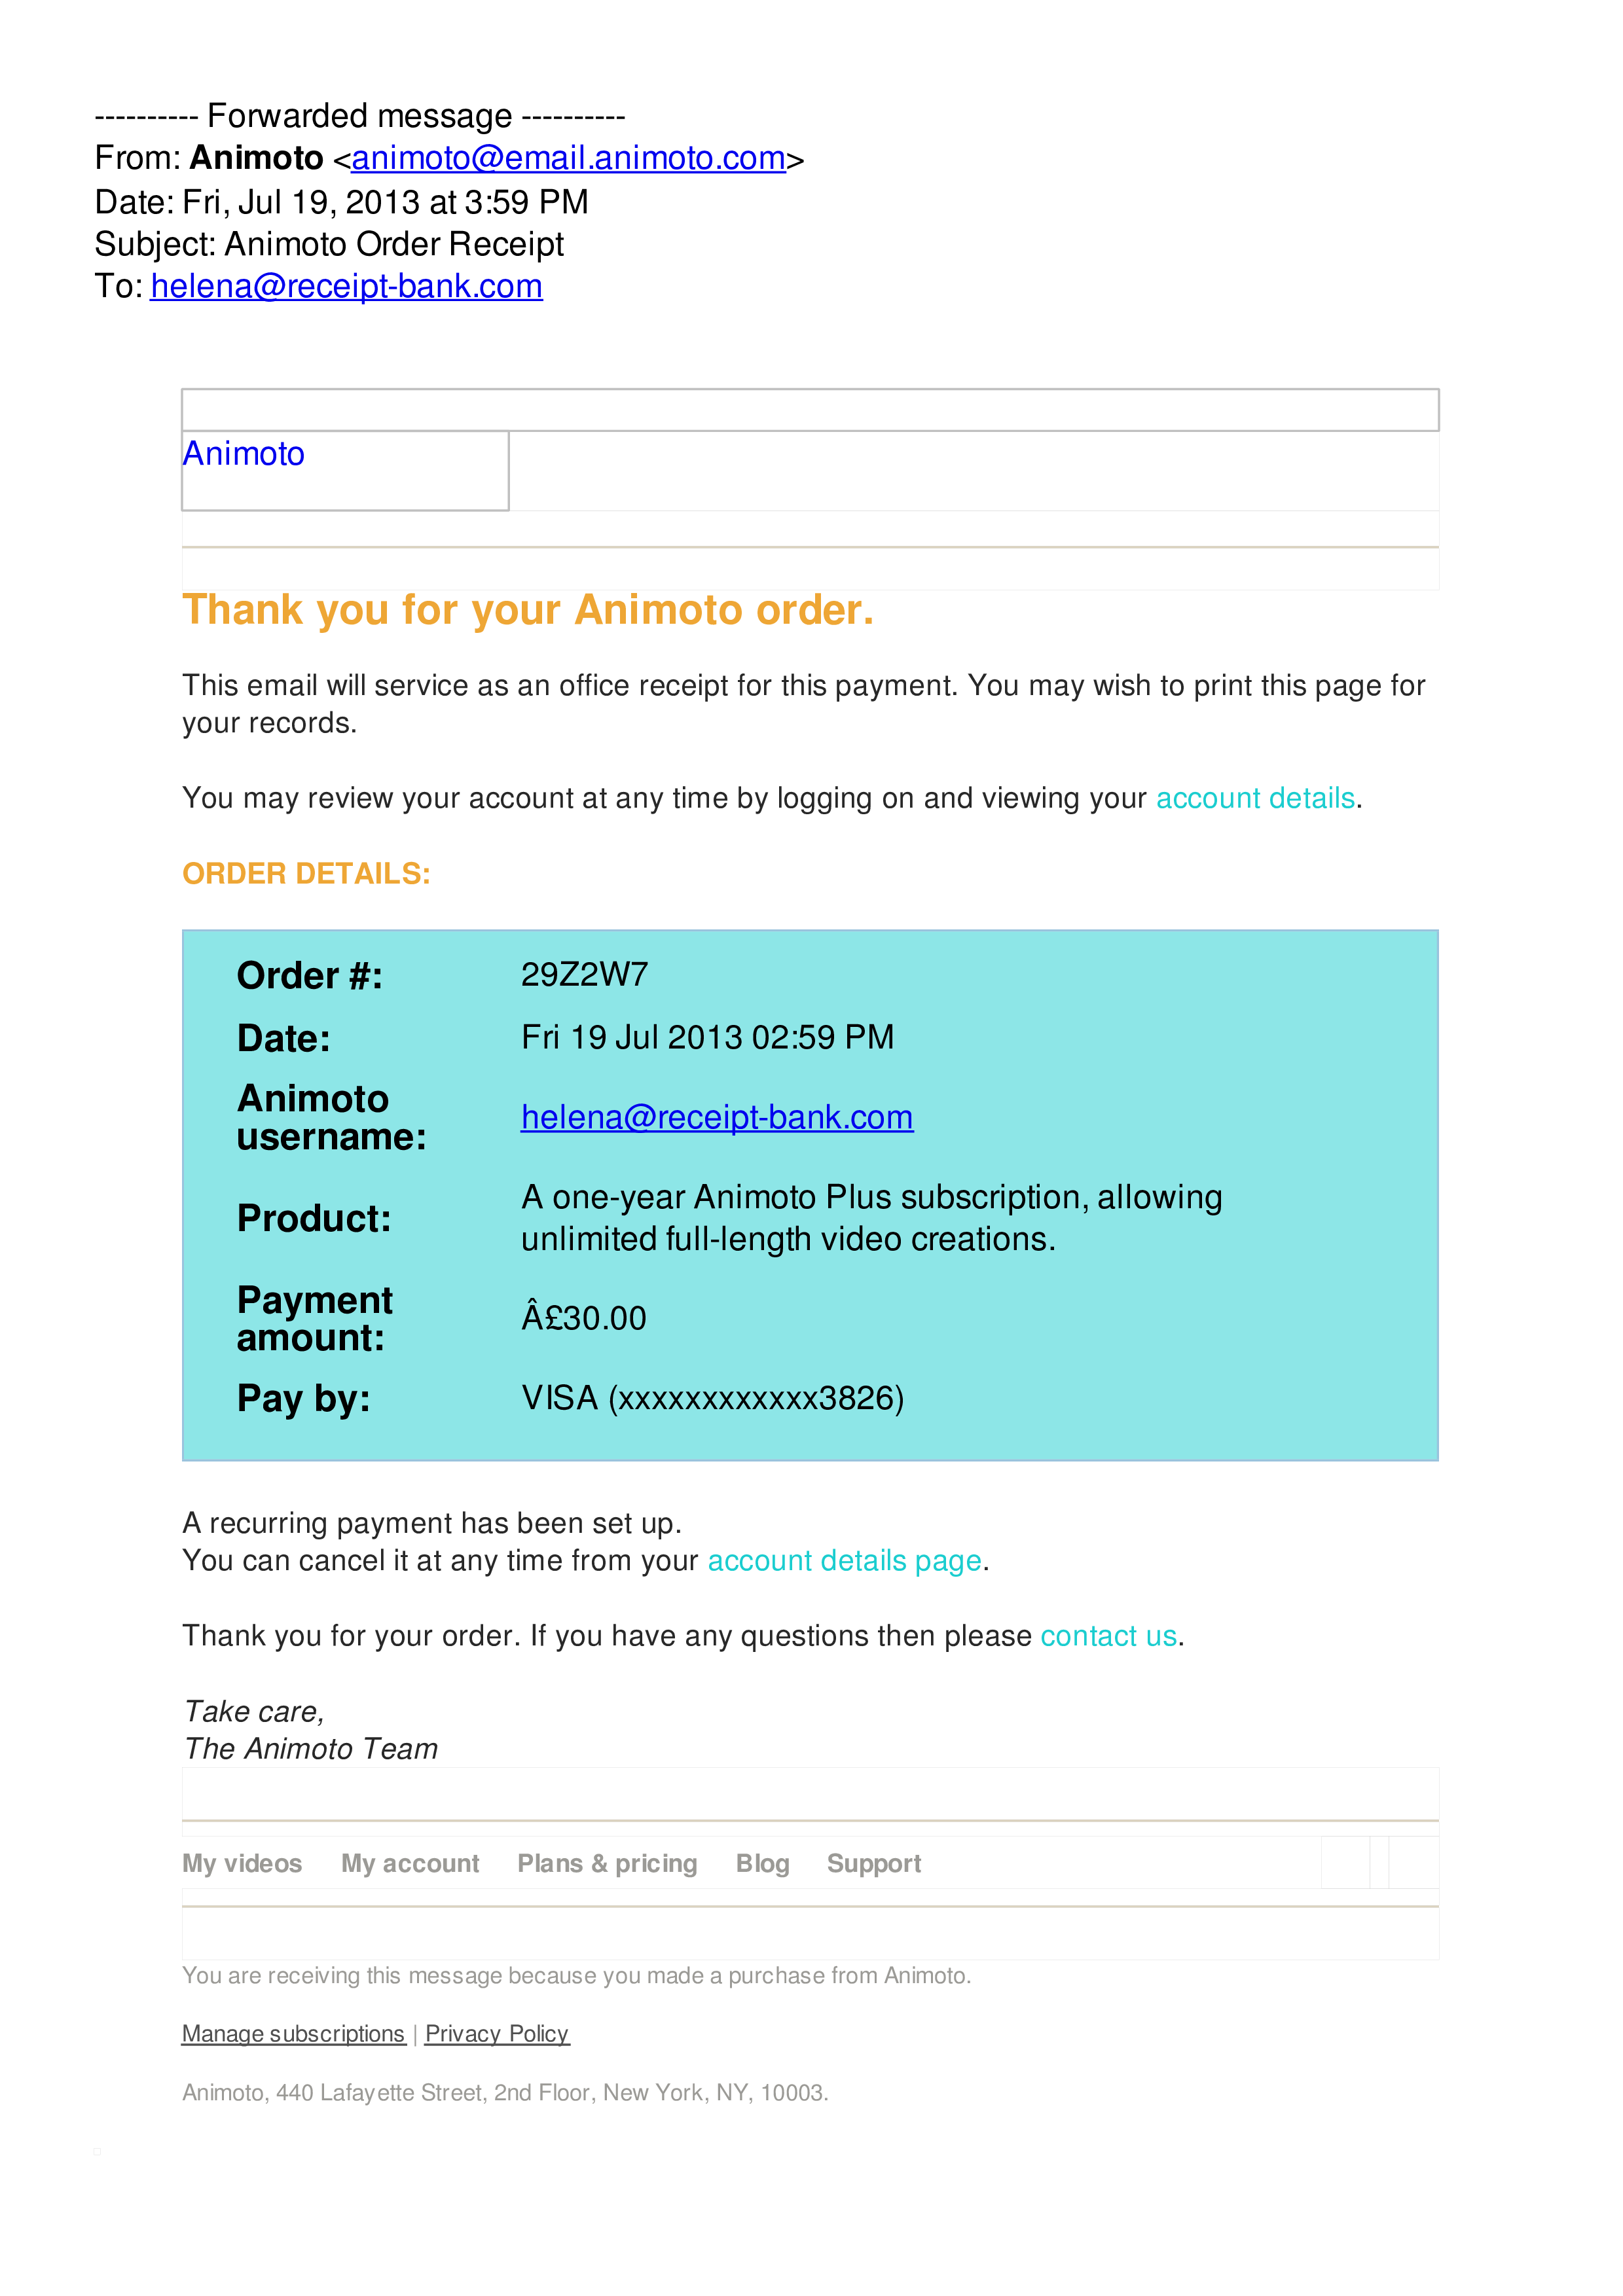 ---------- Forwarded message ----------
From: Animoto <animoto@email.animoto.com>
Date: Fri, Jul 19, 2013 at 3:59 PM
Subject: Animoto Order Receipt
To: helena@receipt-bank.com
Animoto
Thank you for your Animoto order.
This email will service as an office receipt for this payment. You may wish to print this page for
your records.
You may review your account at any time by logging on and viewing your account details.
ORDER DETAILS:
Order #: 29Z2W7
Date: Fri 19 Jul 2013 02:59 PM
Animoto
username: helena@receipt-bank.com
Product: A one-year Animoto Plus subscription, allowing
unlimited full-length video creations.
Payment
amount: Â£30.00
Pay by: VISA (xxxxxxxxxxxx3826)
A recurring payment has been set up.
You can cancel it at any time from your account details page.
Thank you for your order. If you have any questions then please contact us.
Take care,
The Animoto Team
My videos My account Plans & pricing Blog Support
You are receiving this message because you made a purchase from Animoto.
Manage subscriptions | Privacy Policy
Animoto, 440 Lafayette Street, 2nd Floor, New York, NY, 10003.